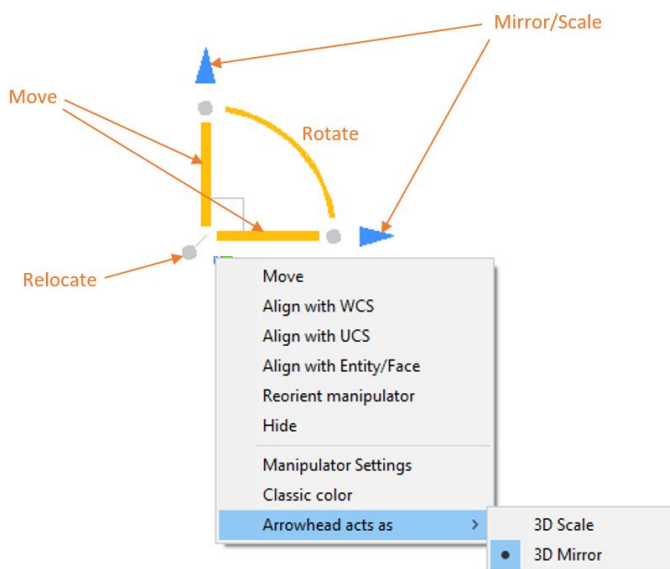 Mirror/Scale
Move
Rotate
Relocate
Move
Align with WCS
Align with UCS
Align with Entity/Face
Reorient manipulator
Hide
Manipulator Settings
Classic color
Arrowhead acts as
3D Scale
3D Mirror